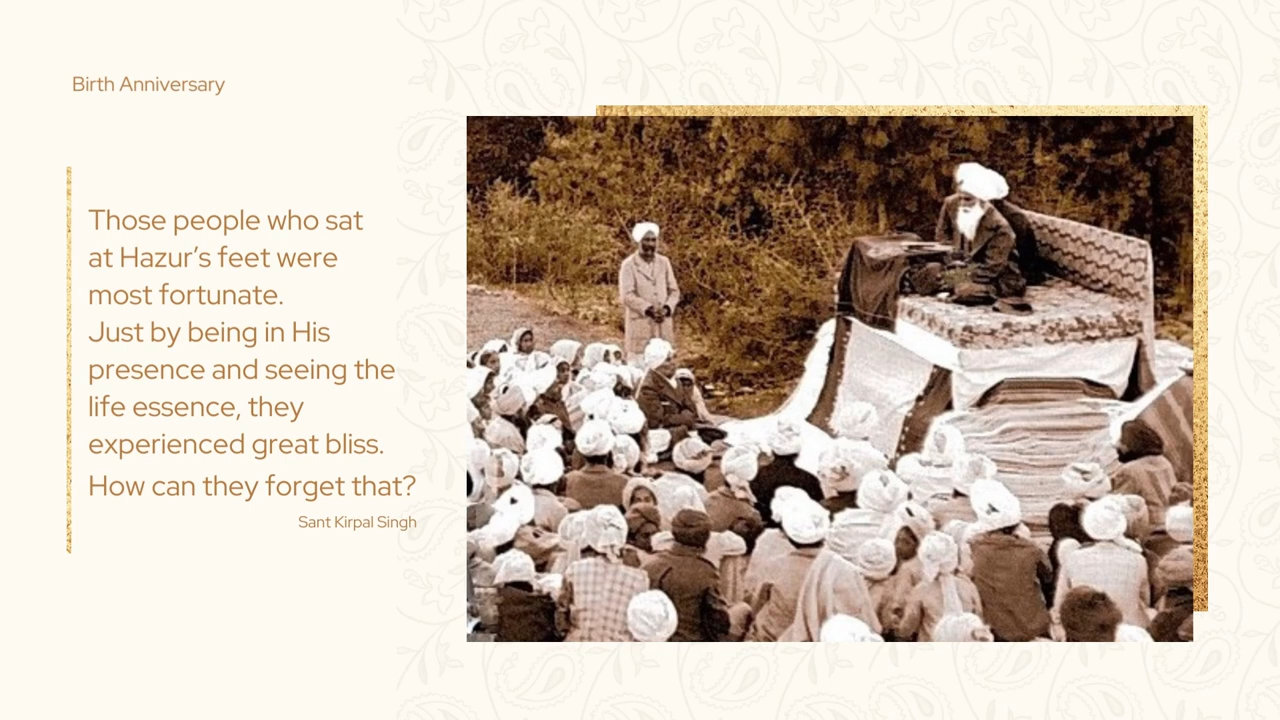 Birth Anniversary
Those people who sat
at Hazur’s feet were
most fortunate.
Just by being in His
presence and seeing the
life essence, they
experienced great bliss.
How can they forget that?
Sant Kirpal Singh